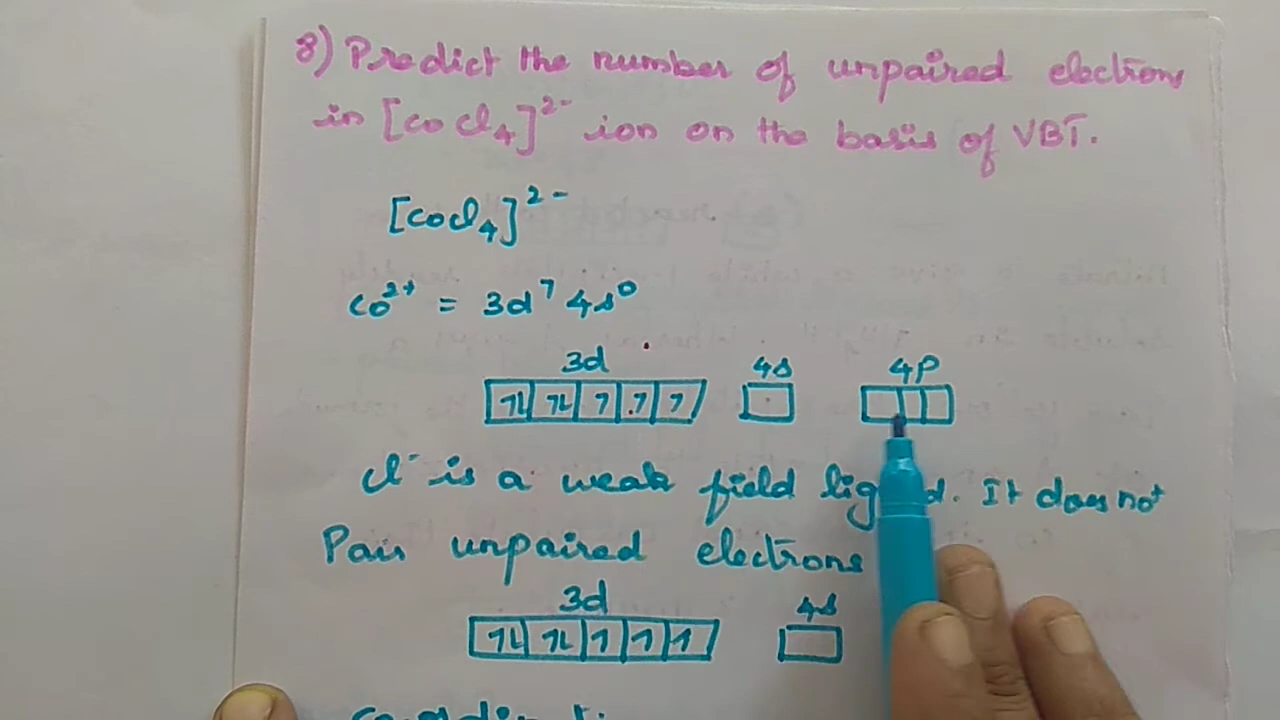 8) Predict the number of unpaired electrons
in [CoCl4]2- ion on the basis of VBT.
[CoCl4]2-
Co2+ = 3d7 4s0
3d 4s 4p
Cl- is a weak field ligand. It does not
Pair unpaired electrons
3d 4s